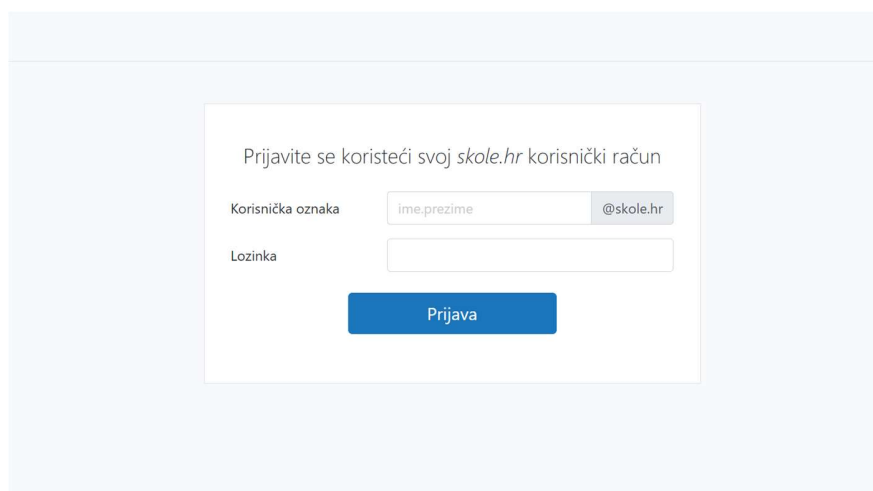 Prijavite se koristeći svoj skole.hr korisnički račun
Korisnička oznaka ime.prezime @skole.hr
Lozinka
Prijava